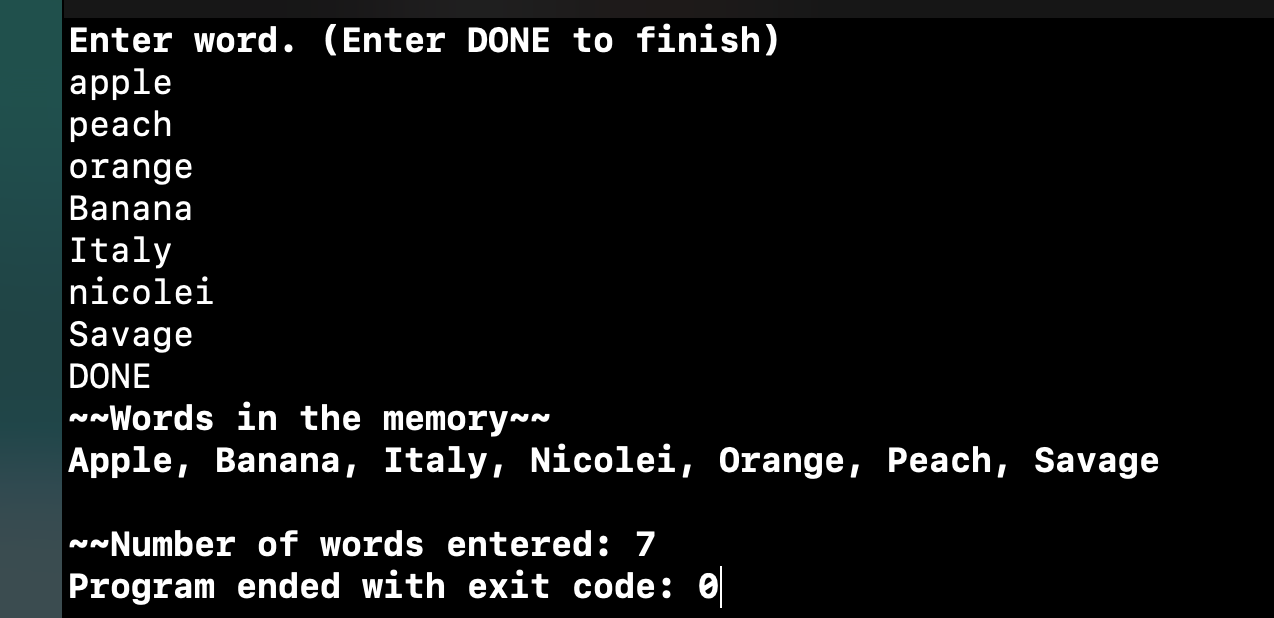 Enter word. (Enter DONE to finish)
apple
peach
orange
Banana
Italy
nicolei
Savage
DONE
~~Words in the memory~~
Apple, Banana, Italy, Nicolei, Orange, Peach, Savage
~~Number of words entered: 7
Program ended with exit code: 0